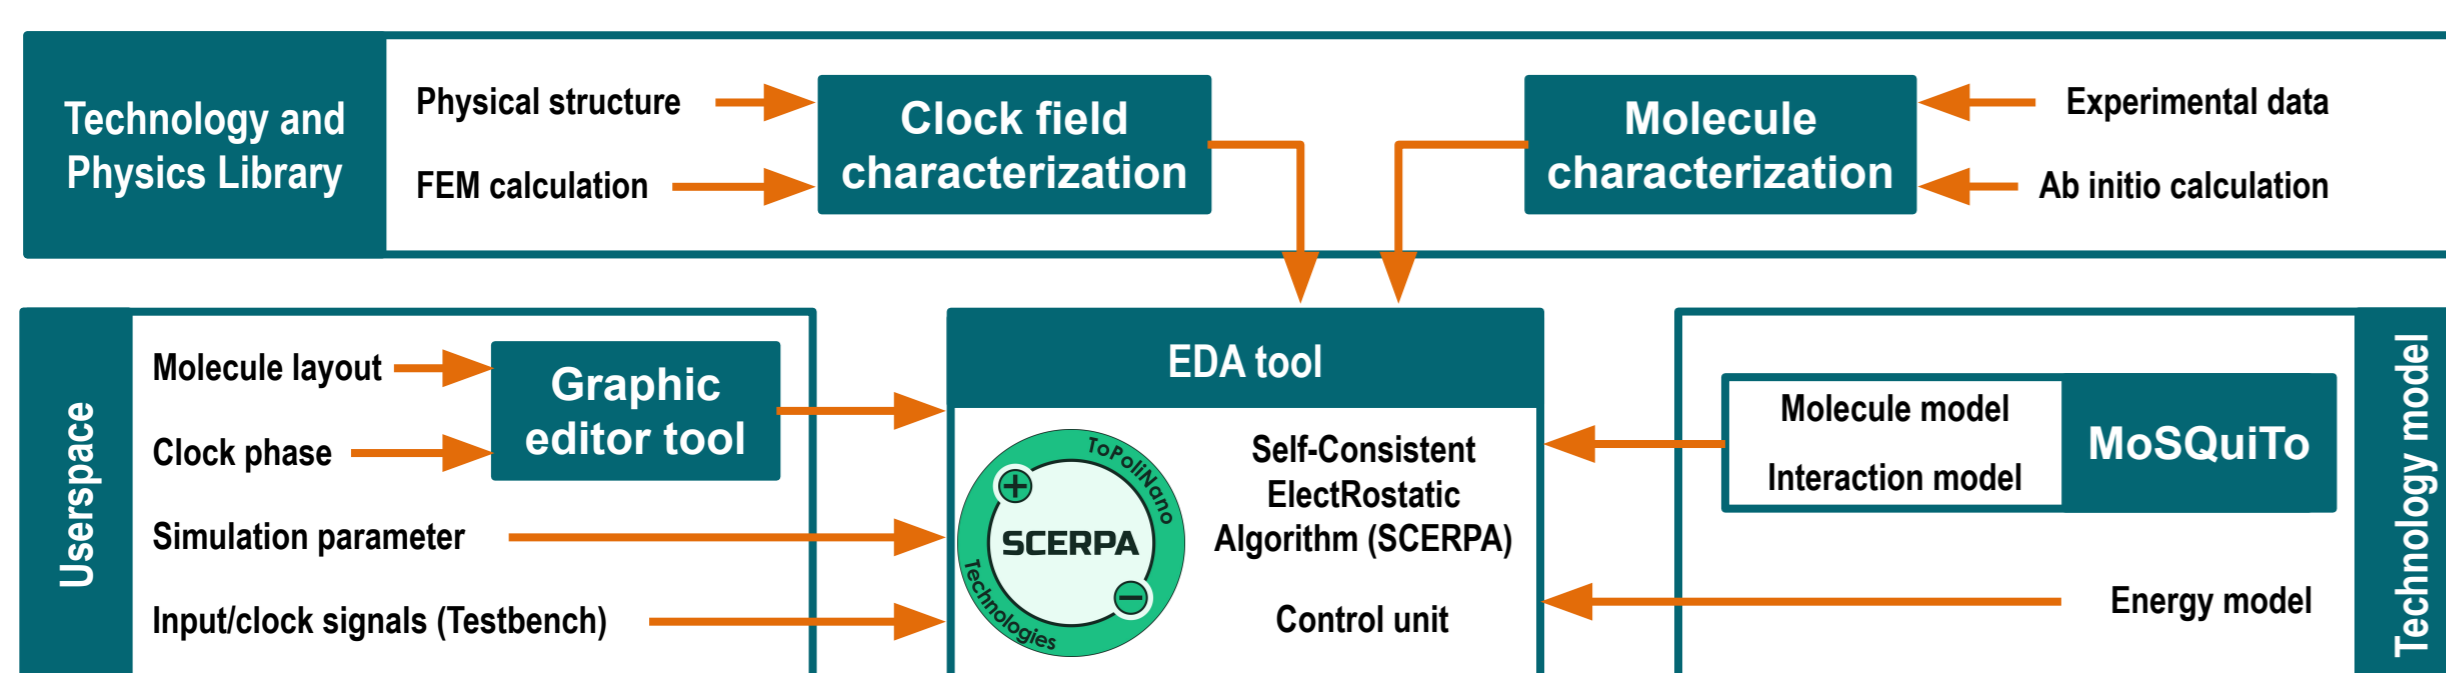 Technology and
Physics Library
Physical structure
FEM calculation
Clock field
characterization
Molecule
characterization
Experimental data
Ab initio calculation
Userspace
Molecule layout
Clock phase
Graphic
editor tool
Simulation parameter
Input/clock signals (Testbench)
EDA tool
ToPoliNano
SCERPA
Technologies
Self-Consistent
ElectRostatic
Algorithm (SCERPA)
Control unit
Molecule model
Interaction model
MoSQuiTo
Energy model
Technology model